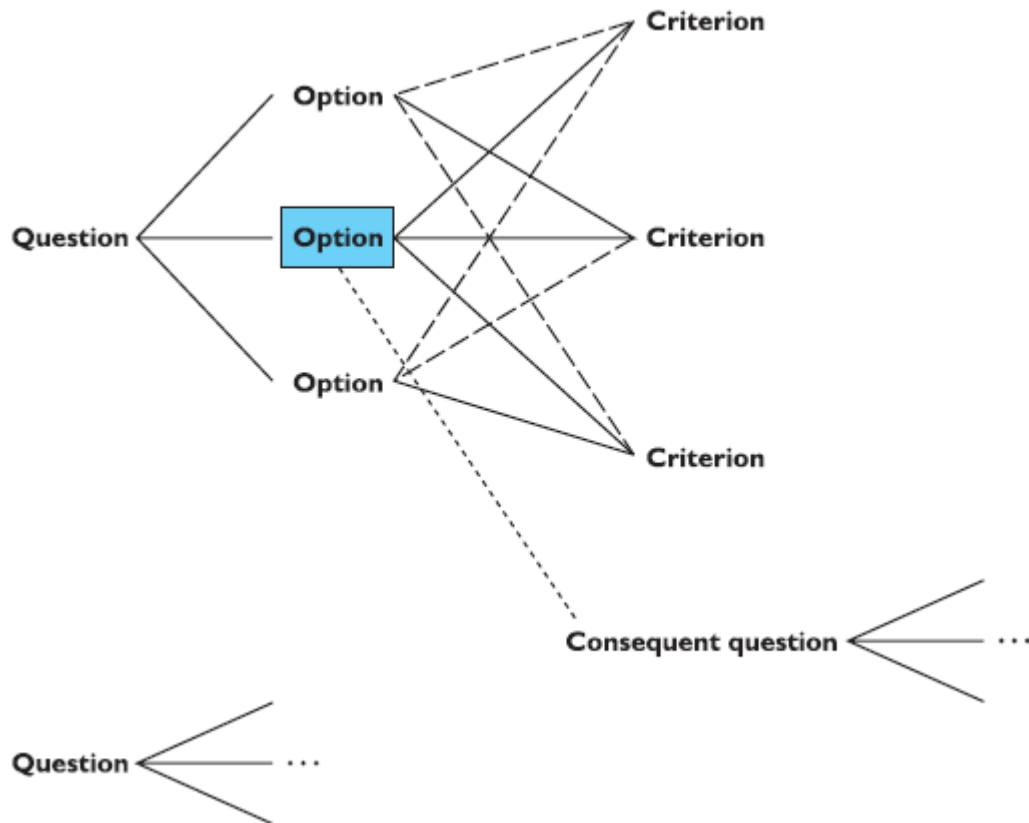 Criterion
Option
Question
Option
Criterion
Option
Criterion
Consequent question
...
Question
...